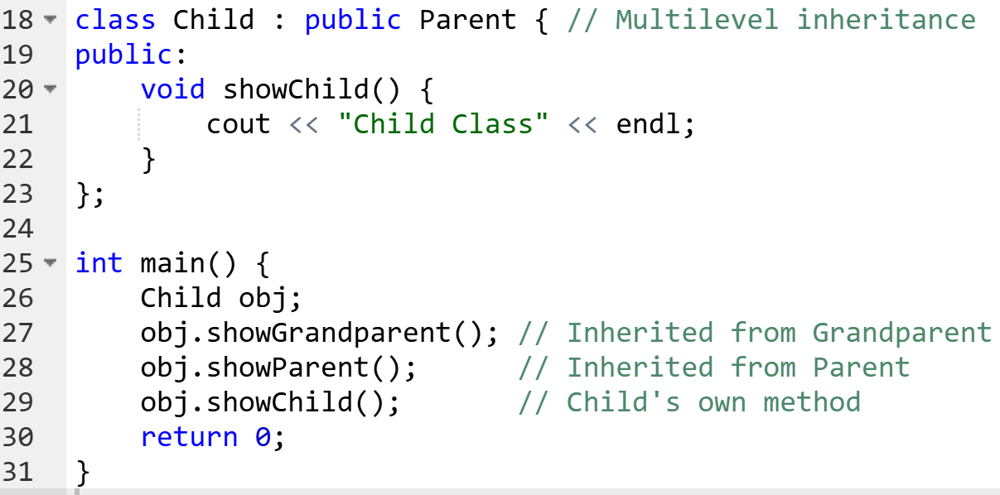 18 class Child : public Parent { // Multilevel inheritance
19 public:
20     void showChild() {
21         cout << "Child Class" << endl;
22     }
23 };
24
25 int main() {
26     Child obj;
27     obj.showGrandparent(); // Inherited from Grandparent
28     obj.showParent();      // Inherited from Parent
29     obj.showChild();       // Child's own method
30     return 0;
31 }